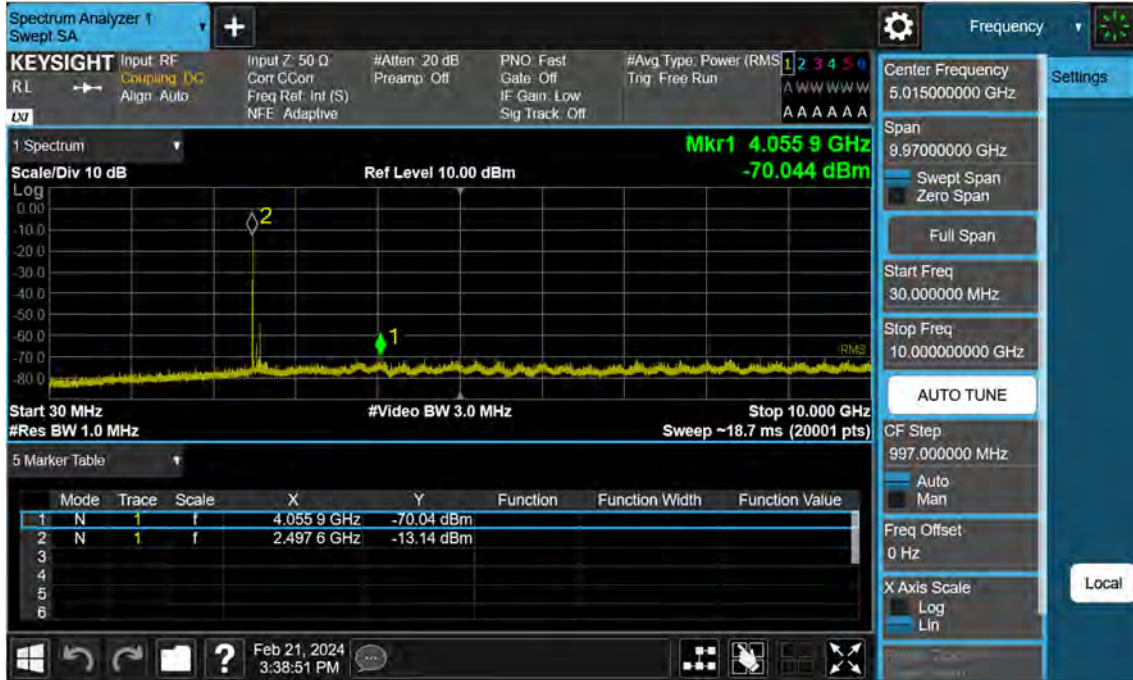 Spectrum Analyzer 1
Swept SA
+
Frequency
KEYSIGHT
RL
LXI
Input: RF
Coupling: DC
Align: Auto
Input Z: 50 Ω
Corr CCorr
Freq Ref: Int (S)
NFE: Adaptive
#Atten: 20 dB
Preamp: Off
PNO: Fast
Gate: Off
IF Gain: Low
Sig Track: Off
#Avg Type: Power (RMS
Trig: Free Run
1 2 3 4 5 6
A W W W W W
A A A A A A
1 Spectrum
Scale/Div 10 dB
Ref Level 10.00 dBm
Mkr1 4.055 9 GHz
-70.044 dBm
Log
0.00
-10.0
-20.0
-30.0
-40.0
-50.0
-60.0
-70.0
-80.0
2
1
RMS
Start 30 MHz
#Video BW 3.0 MHz
Stop 10.000 GHz
#Res BW 1.0 MHz
Sweep ~18.7 ms (20001 pts)
5 Marker Table
Mode Trace Scale X Y Function Function Width Function Value
1 N 1 f 4.055 9 GHz -70.04 dBm
2 N 1 f 2.497 6 GHz -13.14 dBm
3
4
5
6
Feb 21, 2024
3:38:51 PM
?
Center Frequency
5.015000000 GHz
Settings
Span
9.97000000 GHz
Swept Span
Zero Span
Full Span
Start Freq
30.000000 MHz
Stop Freq
10.000000000 GHz
AUTO TUNE
CF Step
997.000000 MHz
Auto
Man
Freq Offset
0 Hz
X Axis Scale
Log
Lin
Local